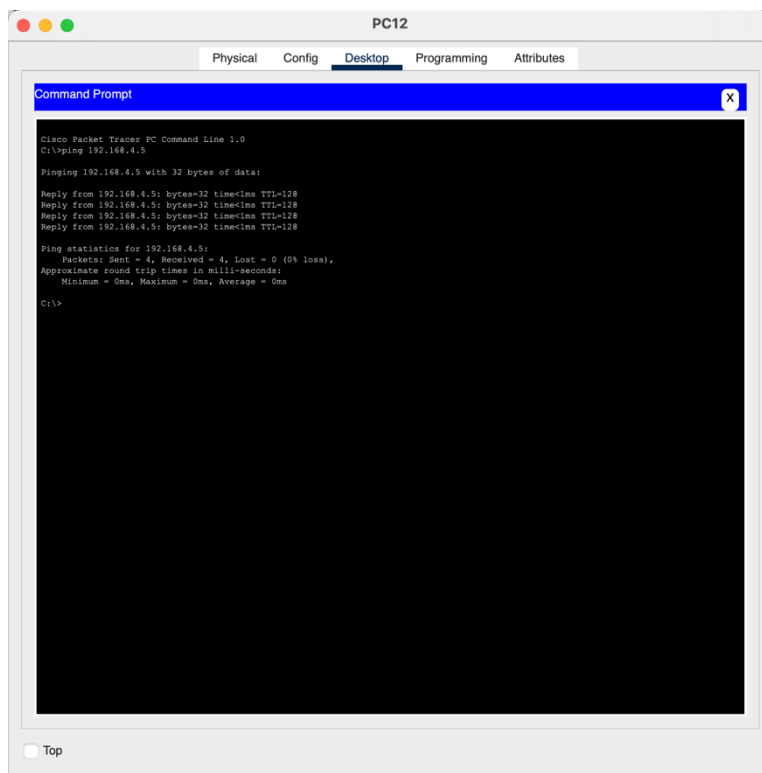 PC12
Physical Config Desktop Programming Attributes
Command Prompt
X
Cisco Packet Tracer PC Command Line 1.0
C:\>ping 192.168.4.5
Pinging 192.168.4.5 with 32 bytes of data:
Reply from 192.168.4.5: bytes=32 time<1ms TTL=128
Reply from 192.168.4.5: bytes=32 time<1ms TTL=128
Reply from 192.168.4.5: bytes=32 time<1ms TTL=128
Reply from 192.168.4.5: bytes=32 time<1ms TTL=128
Ping statistics for 192.168.4.5:
Packets: Sent = 4, Received = 4, Lost = 0 (0% loss),
Approximate round trip times in milli-seconds:
Minimum = 0ms, Maximum = 0ms, Average = 0ms
C:\>
Top